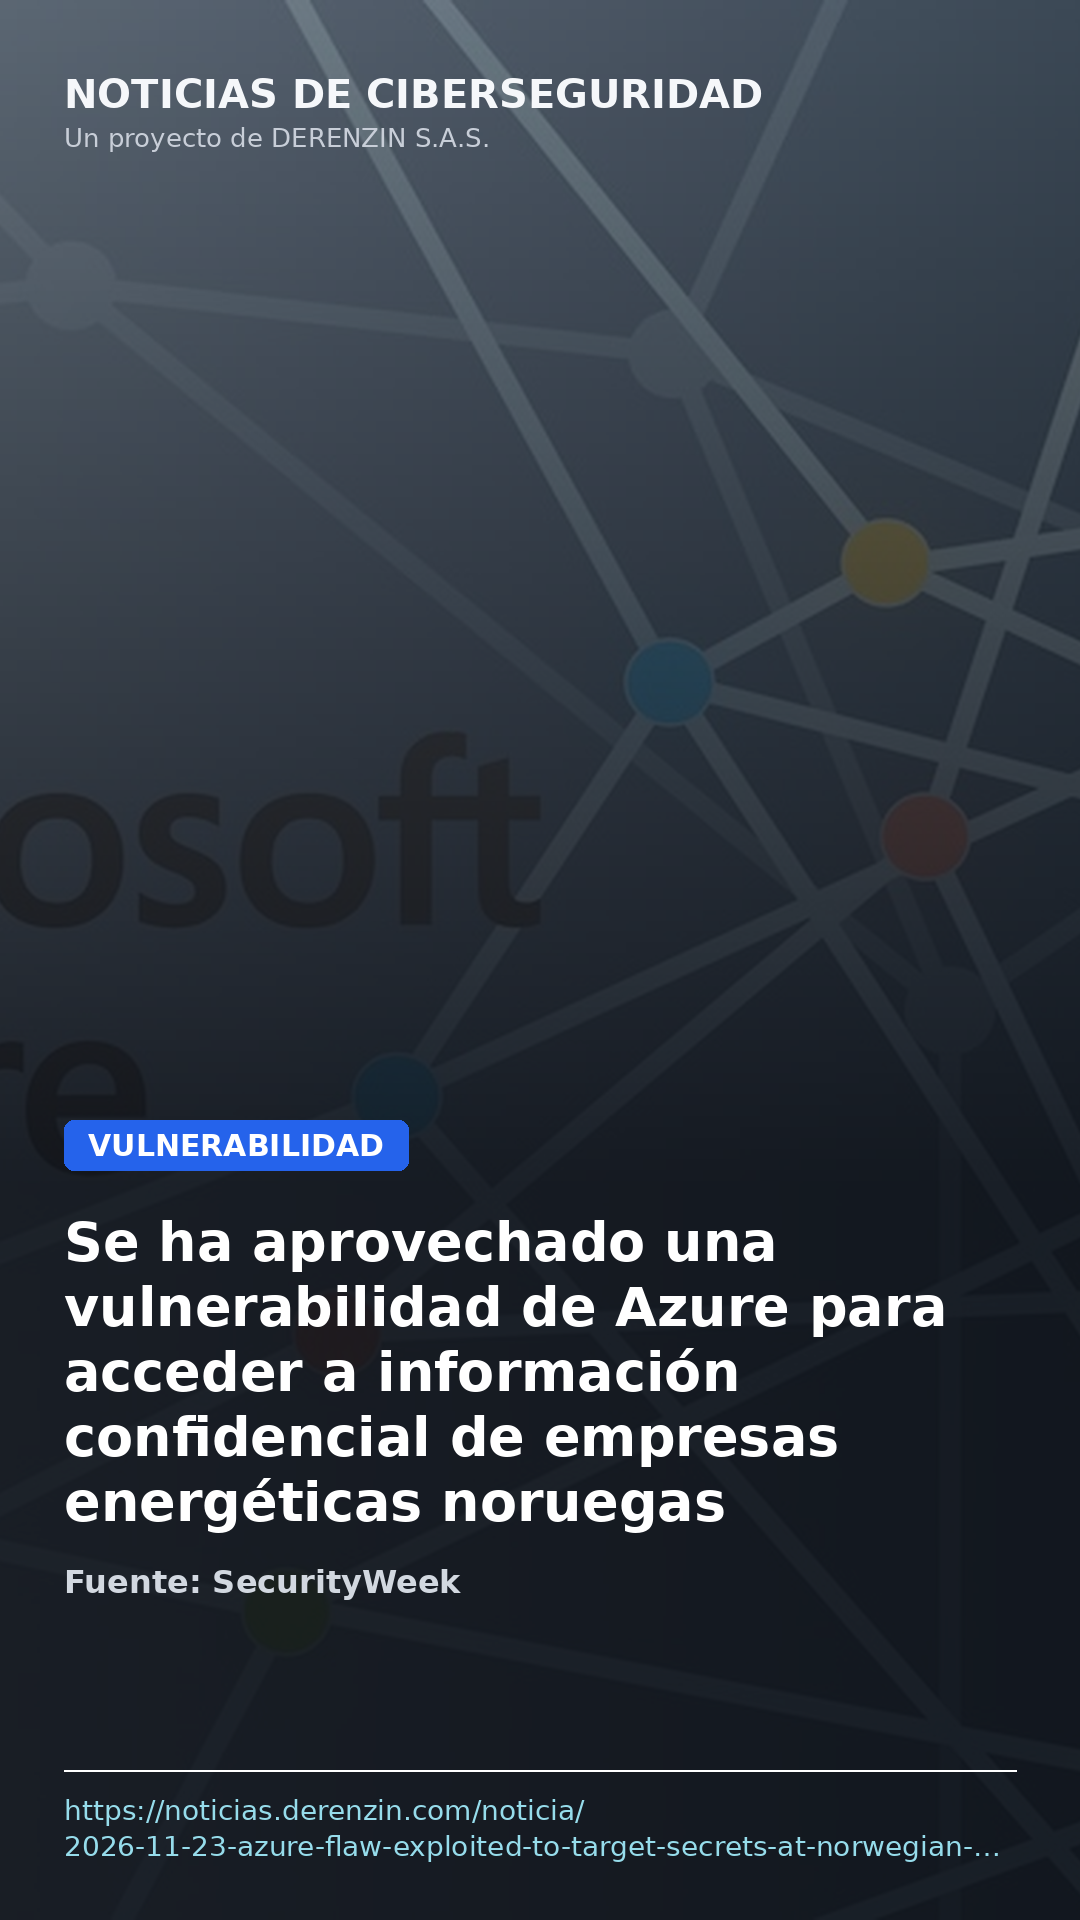 NOTICIAS DE CIBERSEGURIDAD
Un proyecto de DERENZIN S.A.S.
osoft
re
VULNERABILIDAD
Se ha aprovechado una
vulnerabilidad de Azure para
acceder a información
confidencial de empresas
energéticas noruegas
Fuente: SecurityWeek
https://noticias.derenzin.com/noticia/
2026-11-23-azure-flaw-exploited-to-target-secrets-at-norwegian-…